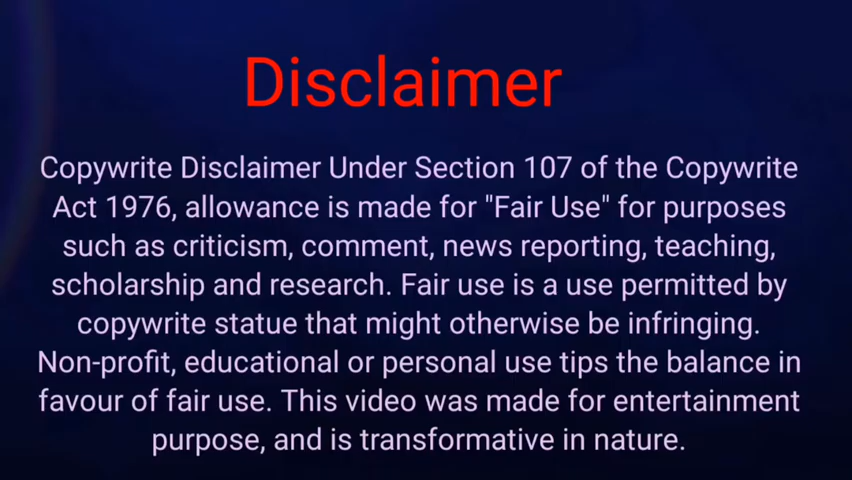 Disclaimer
Copywrite Disclaimer Under Section 107 of the Copywrite
Act 1976, allowance is made for "Fair Use" for purposes
such as criticism, comment, news reporting, teaching,
scholarship and research. Fair use is a use permitted by
copywrite statue that might otherwise be infringing.
Non-profit, educational or personal use tips the balance in
favour of fair use. This video was made for entertainment
purpose, and is transformative in nature.